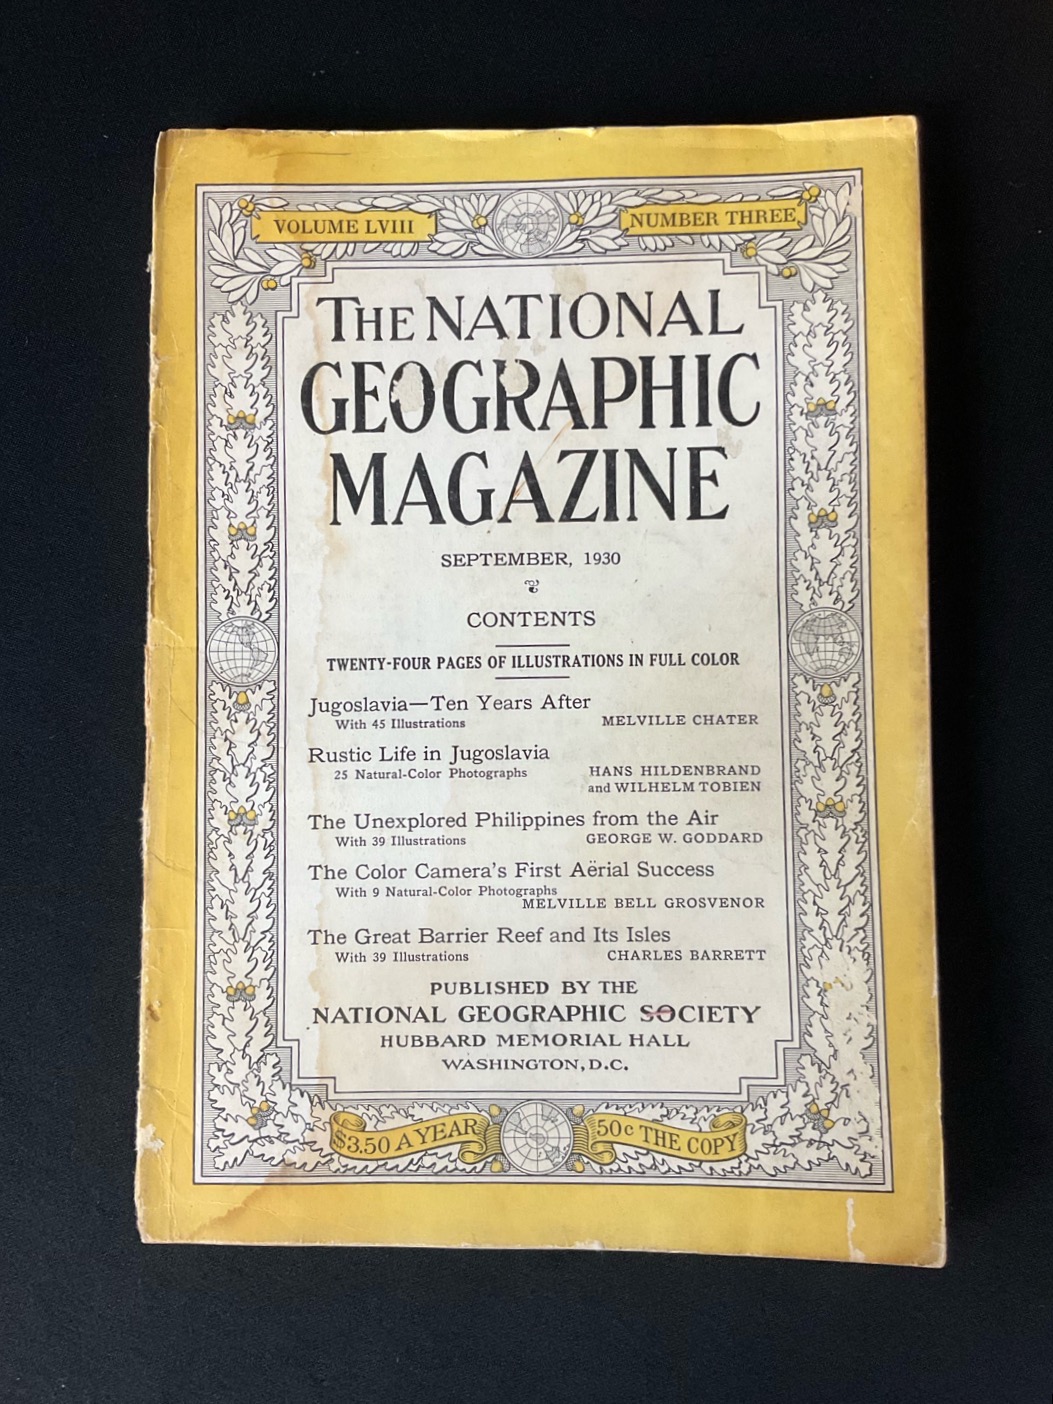 VOLUME LVIII
NUMBER THREE
THE NATIONAL
GEOGRAPHIC
MAGAZINE
SEPTEMBER, 1930
CONTENTS
TWENTY-FOUR PAGES OF ILLUSTRATIONS IN FULL COLOR
Jugoslavia—Ten Years After
With 45 Illustrations MELVILLE CHATER
Rustic Life in Jugoslavia
25 Natural-Color Photographs HANS HILDENBRAND
and WILHELM TOBIEN
The Unexplored Philippines from the Air
With 39 Illustrations GEORGE W. GODDARD
The Color Camera's First Aërial Success
With 9 Natural-Color Photographs
MELVILLE BELL GROSVENOR
The Great Barrier Reef and Its Isles
With 39 Illustrations CHARLES BARRETT
PUBLISHED BY THE
NATIONAL GEOGRAPHIC SOCIETY
HUBBARD MEMORIAL HALL
WASHINGTON, D.C.
$3.50 A YEAR
50c THE COPY